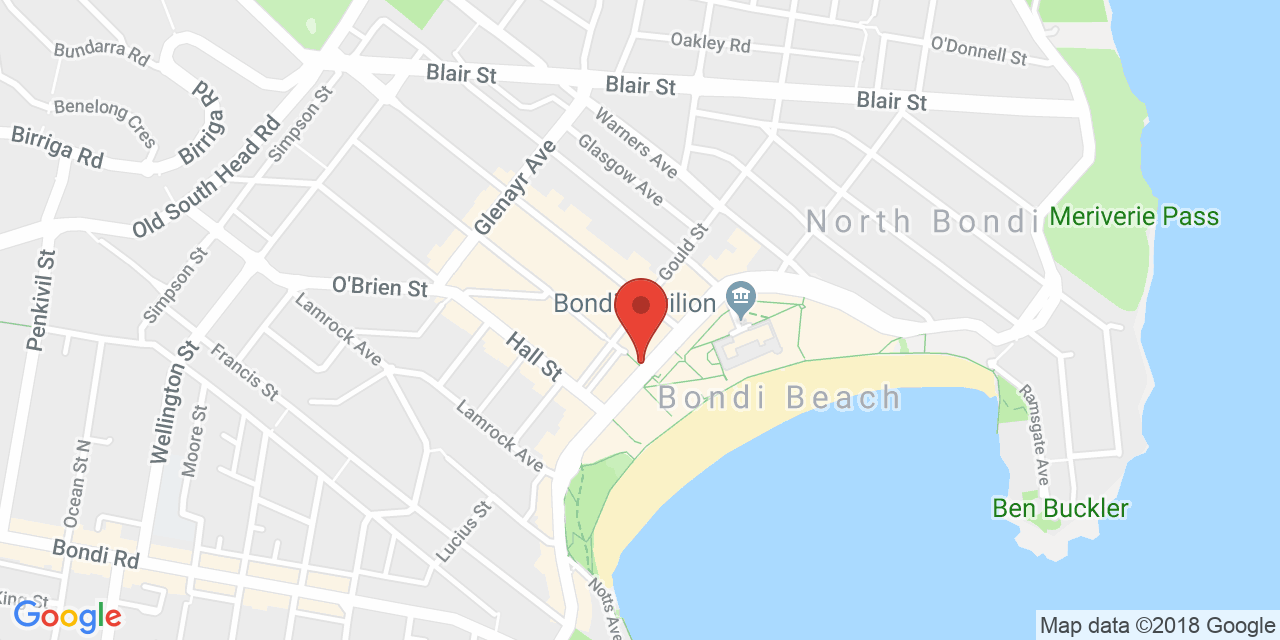 Oakley Rd
O'Donnell St
Bundarra Rd
Blair St
Blair St
Blair St
Birriga Rd
Benelong Cres
Simpson St
Warners Ave
Birriga Rd
Glasgow Ave
Old South Head Rd
Glenayr Ave
North Bondi
Meriverie Pass
Gould St
Penkivil St
Simpson St
O'Brien St
Bondi
Lamrock Ave
Hall St
Francis St
Bondi Beach
Wellington St
Moore St
Lamrock Ave
Ramsgate Ave
Ocean St N
Ben Buckler
Lucius St
Bondi Rd
King St
Notts Ave
Google
Map data ©2018 Google